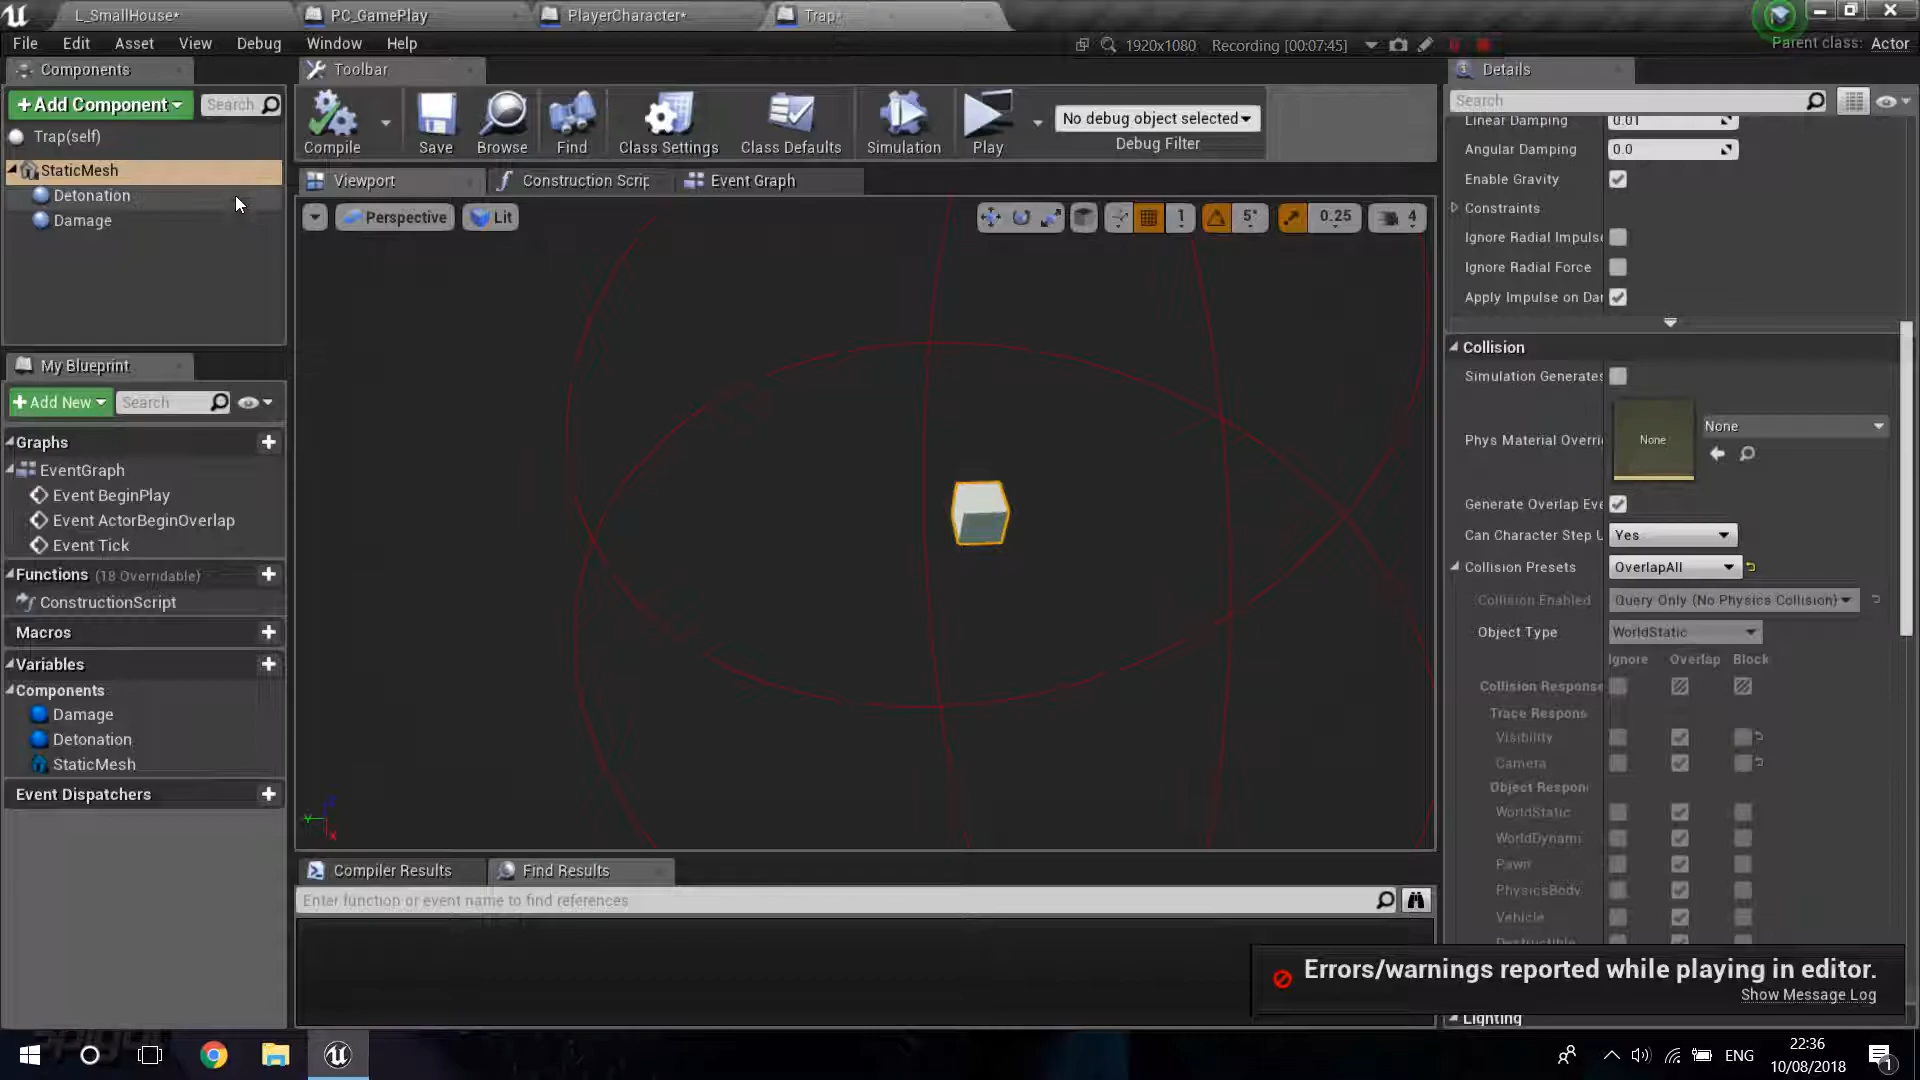 L_SmallHouse*
PC_GamePlay
PlayerCharacter*
Trap*
File Edit Asset View Debug Window Help
1920x1080 Recording [00:07:45]
Parent class: Actor
Components
Toolbar
Details
+Add Component
Search
Search
Trap(self)
StaticMesh
Detonation
Damage
Compile
Save
Browse
Find
Class Settings
Class Defaults
Simulation
Play
No debug object selected
Debug Filter
Viewport
Construction Scrip
Event Graph
Perspective
Lit
1
5°
0.25
4
My Blueprint
+Add New
Search
Graphs
EventGraph
Event BeginPlay
Event ActorBeginOverlap
Event Tick
Functions (18 Overridable)
ConstructionScript
Macros
Variables
Components
Damage
Detonation
StaticMesh
Event Dispatchers
Compiler Results
Find Results
Enter function or event name to find references
Linear Damping 0.01
Angular Damping 0.0
Enable Gravity
Constraints
Ignore Radial Impulse
Ignore Radial Force
Apply Impulse on Dar
Collision
Simulation Generates
Phys Material Overri
None
None
Generate Overlap Eve
Can Character Step U Yes
Collision Presets OverlapAll
Collision Enabled Query Only (No Physics Collision)
Object Type WorldStatic
Ignore Overlap Block
Collision Response
Trace Respons
Visibility
Camera
Object Respon
WorldStatic
WorldDynami
Pawn
PhysicsBody
Vehicle
Destructible
Errors/warnings reported while playing in editor.
Show Message Log
Lighting
ENG
22:36
10/08/2018
1